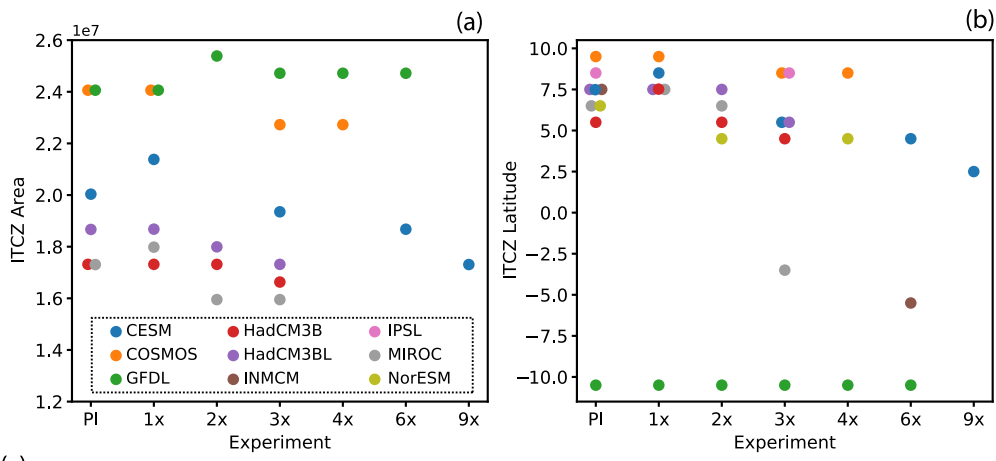 (a)
1e7
2.6
2.4
2.2
2.0
1.8
1.6
1.4
1.2
ITCZ Area
CESM HadCM3B IPSL
COSMOS HadCM3BL MIROC
GFDL INMCM NorESM
PI 1x 2x 3x 4x 6x 9x
Experiment
(b)
10.0
7.5
5.0
2.5
0.0
−2.5
−5.0
−7.5
−10.0
ITCZ Latitude
PI 1x 2x 3x 4x 6x 9x
Experiment